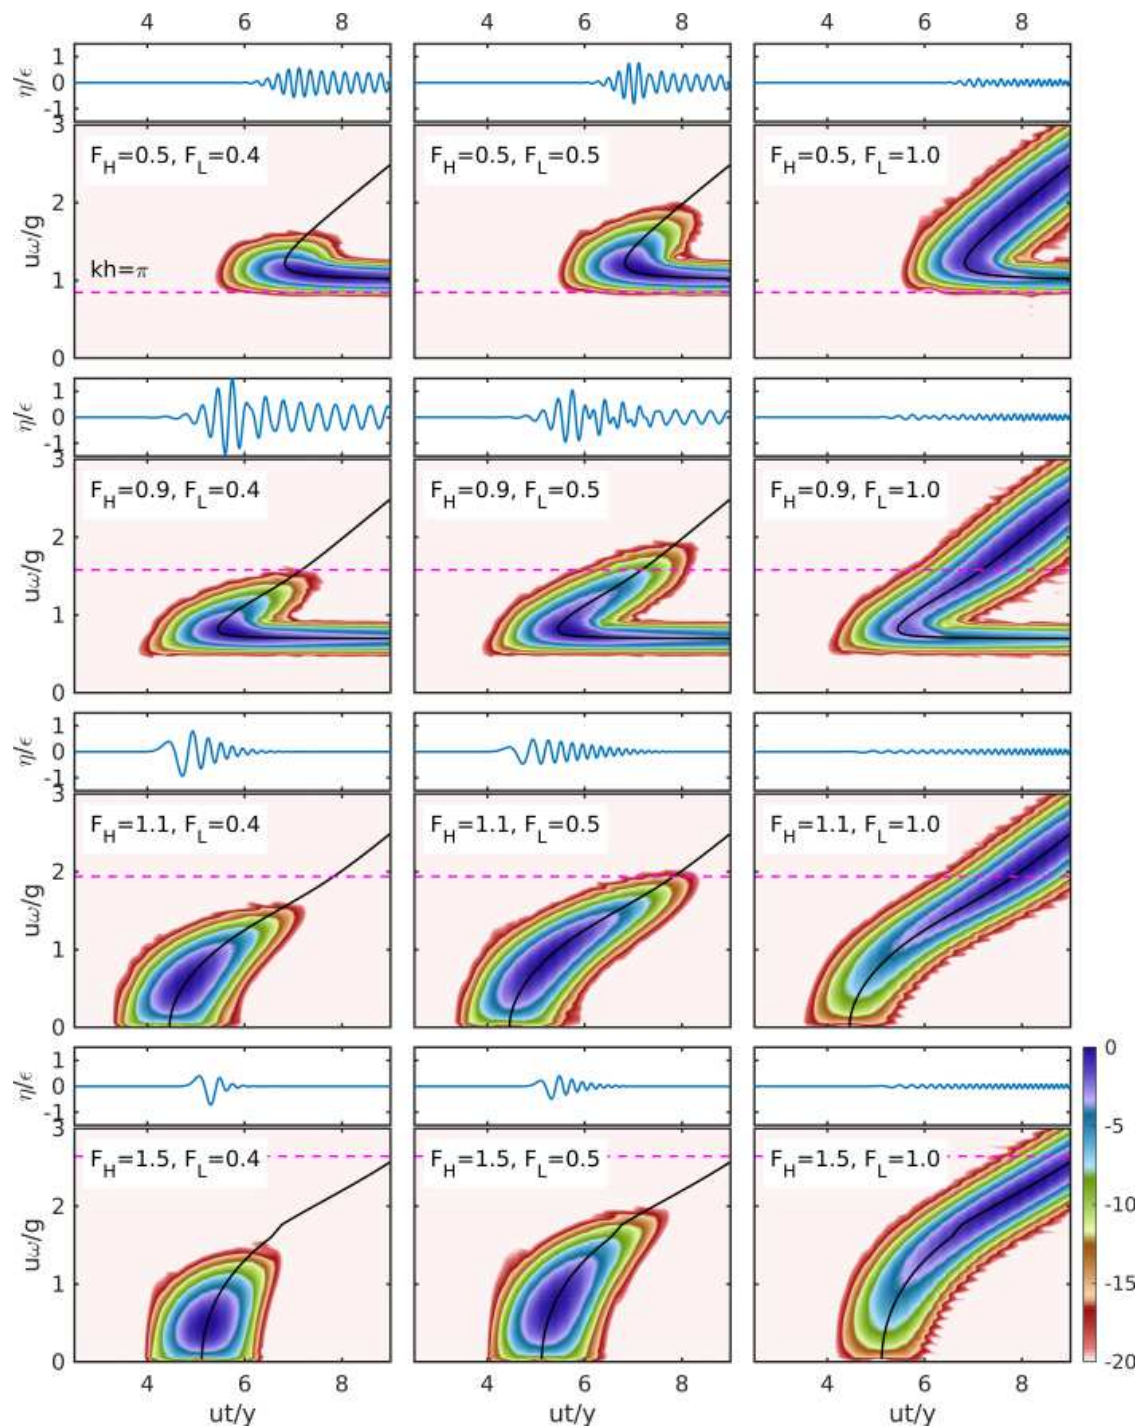 4 6 8 4 6 8 4 6 8
η/ϵ
1
0
-1
3
2
1
0
uω/g
F_H=0.5, F_L=0.4
F_H=0.5, F_L=0.5
F_H=0.5, F_L=1.0
kh=π
η/ϵ
1
0
-1
3
2
1
0
uω/g
F_H=0.9, F_L=0.4
F_H=0.9, F_L=0.5
F_H=0.9, F_L=1.0
η/ϵ
1
0
-1
3
2
1
0
uω/g
F_H=1.1, F_L=0.4
F_H=1.1, F_L=0.5
F_H=1.1, F_L=1.0
η/ϵ
1
0
-1
3
2
1
0
uω/g
F_H=1.5, F_L=0.4
F_H=1.5, F_L=0.5
F_H=1.5, F_L=1.0
0
-5
-10
-15
-20
4 6 8 4 6 8 4 6 8
ut/y ut/y ut/y